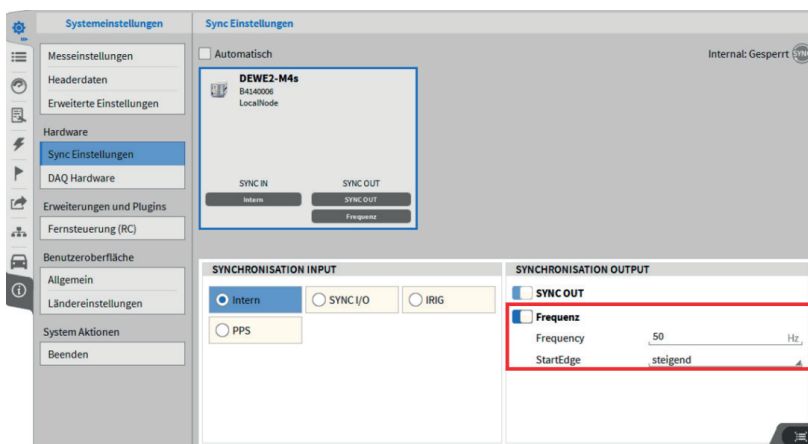 Systemeinstellungen
Sync Einstellungen
Messeinstellungen
Headerdaten
Erweiterte Einstellungen
Hardware
Sync Einstellungen
DAQ Hardware
Erweiterungen und Plugins
Fernsteuerung (RC)
Benutzeroberfläche
Allgemein
Ländereinstellungen
System Aktionen
Beenden
Automatisch
Internal: Gesperrt
DEWE2-M4s
B4140006
LocalNode
SYNC IN
SYNC OUT
Intern
SYNC OUT
Frequenz
SYNCHRONISATION INPUT
Intern
SYNC I/O
IRIG
PPS
SYNCHRONISATION OUTPUT
SYNC OUT
Frequenz
Frequency
50
Hz
StartEdge
steigend